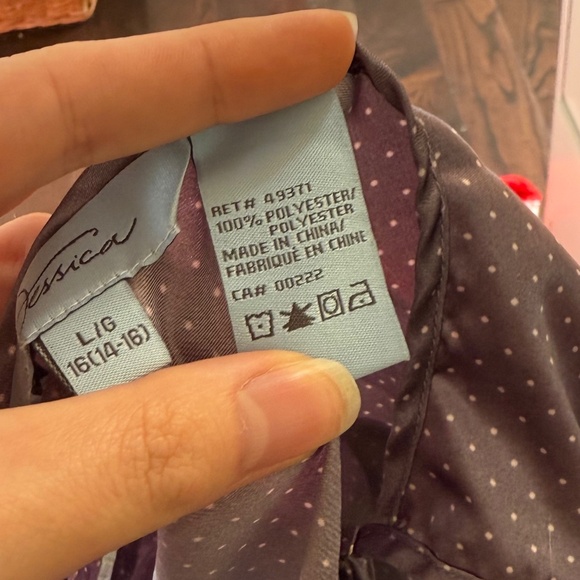 Jessica
L/G
16(14-16)
RET# 49371
100% POLYESTER/
POLYESTER
MADE IN CHINA/
FABRIQUÉ EN CHINE
CA# 00222